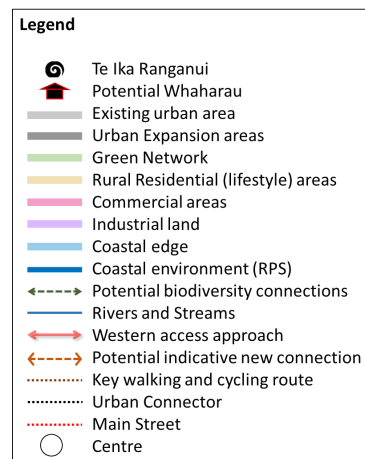 Legend
Te Ika Ranganui
Potential Whaharau
Existing urban area
Urban Expansion areas
Green Network
Rural Residential (lifestyle) areas
Commercial areas
Industrial land
Coastal edge
Coastal environment (RPS)
Potential biodiversity connections
Rivers and Streams
Western access approach
Potential indicative new connection
Key walking and cycling route
Urban Connector
Main Street
Centre